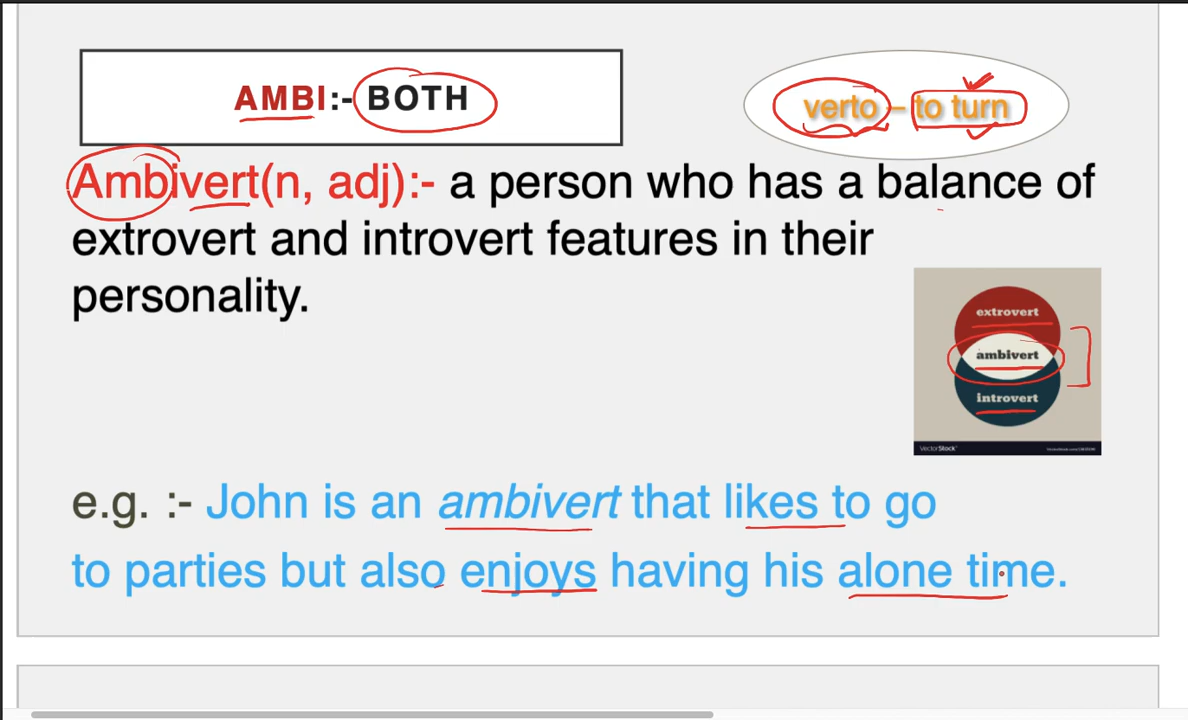 AMBI:- BOTH
verto – to turn
Ambivert(n, adj):- a person who has a balance of
extrovert and introvert features in their
personality.
extrovert
ambivert
introvert
VectorStock
e.g. :- John is an ambivert that likes to go
to parties but also enjoys having his alone time.